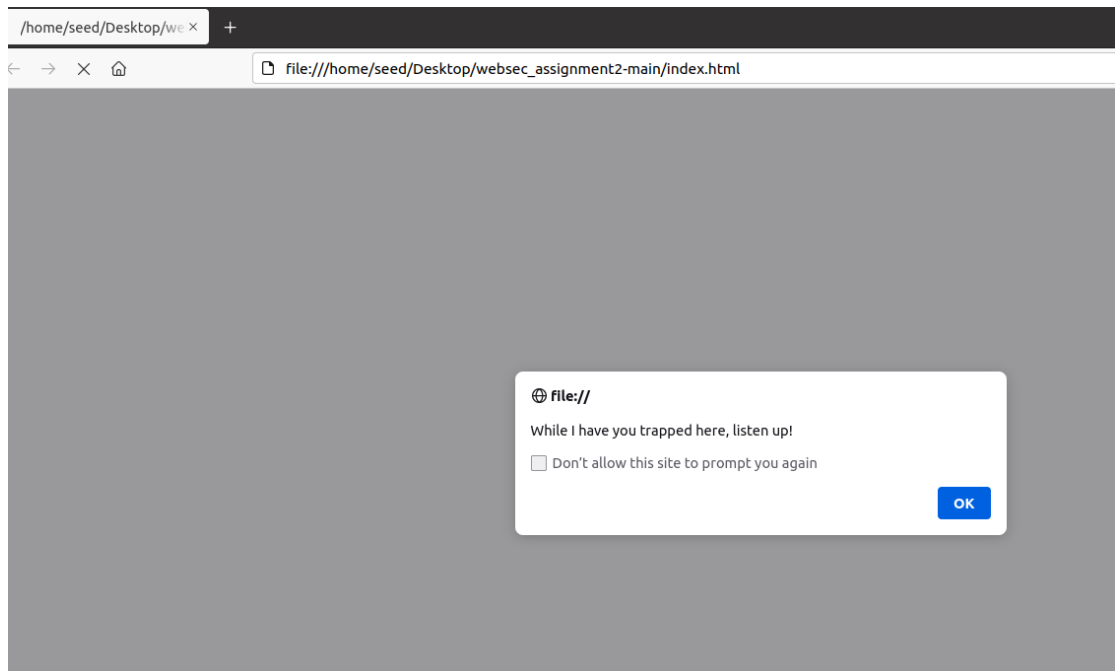 /home/seed/Desktop/we
file:///home/seed/Desktop/websec_assignment2-main/index.html
file://
While I have you trapped here, listen up!
Don't allow this site to prompt you again
OK